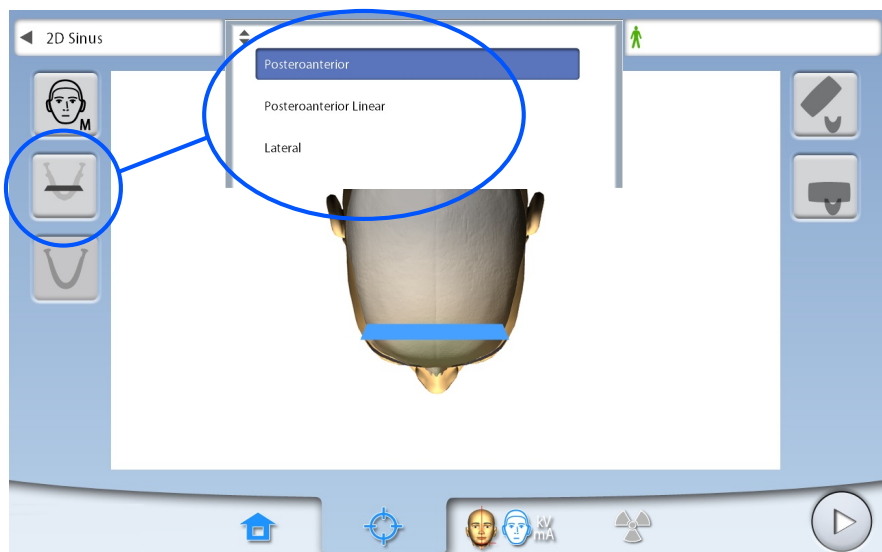 2D Sinus
Posteroanterior
Posteroanterior Linear
Lateral
M
kV
mA